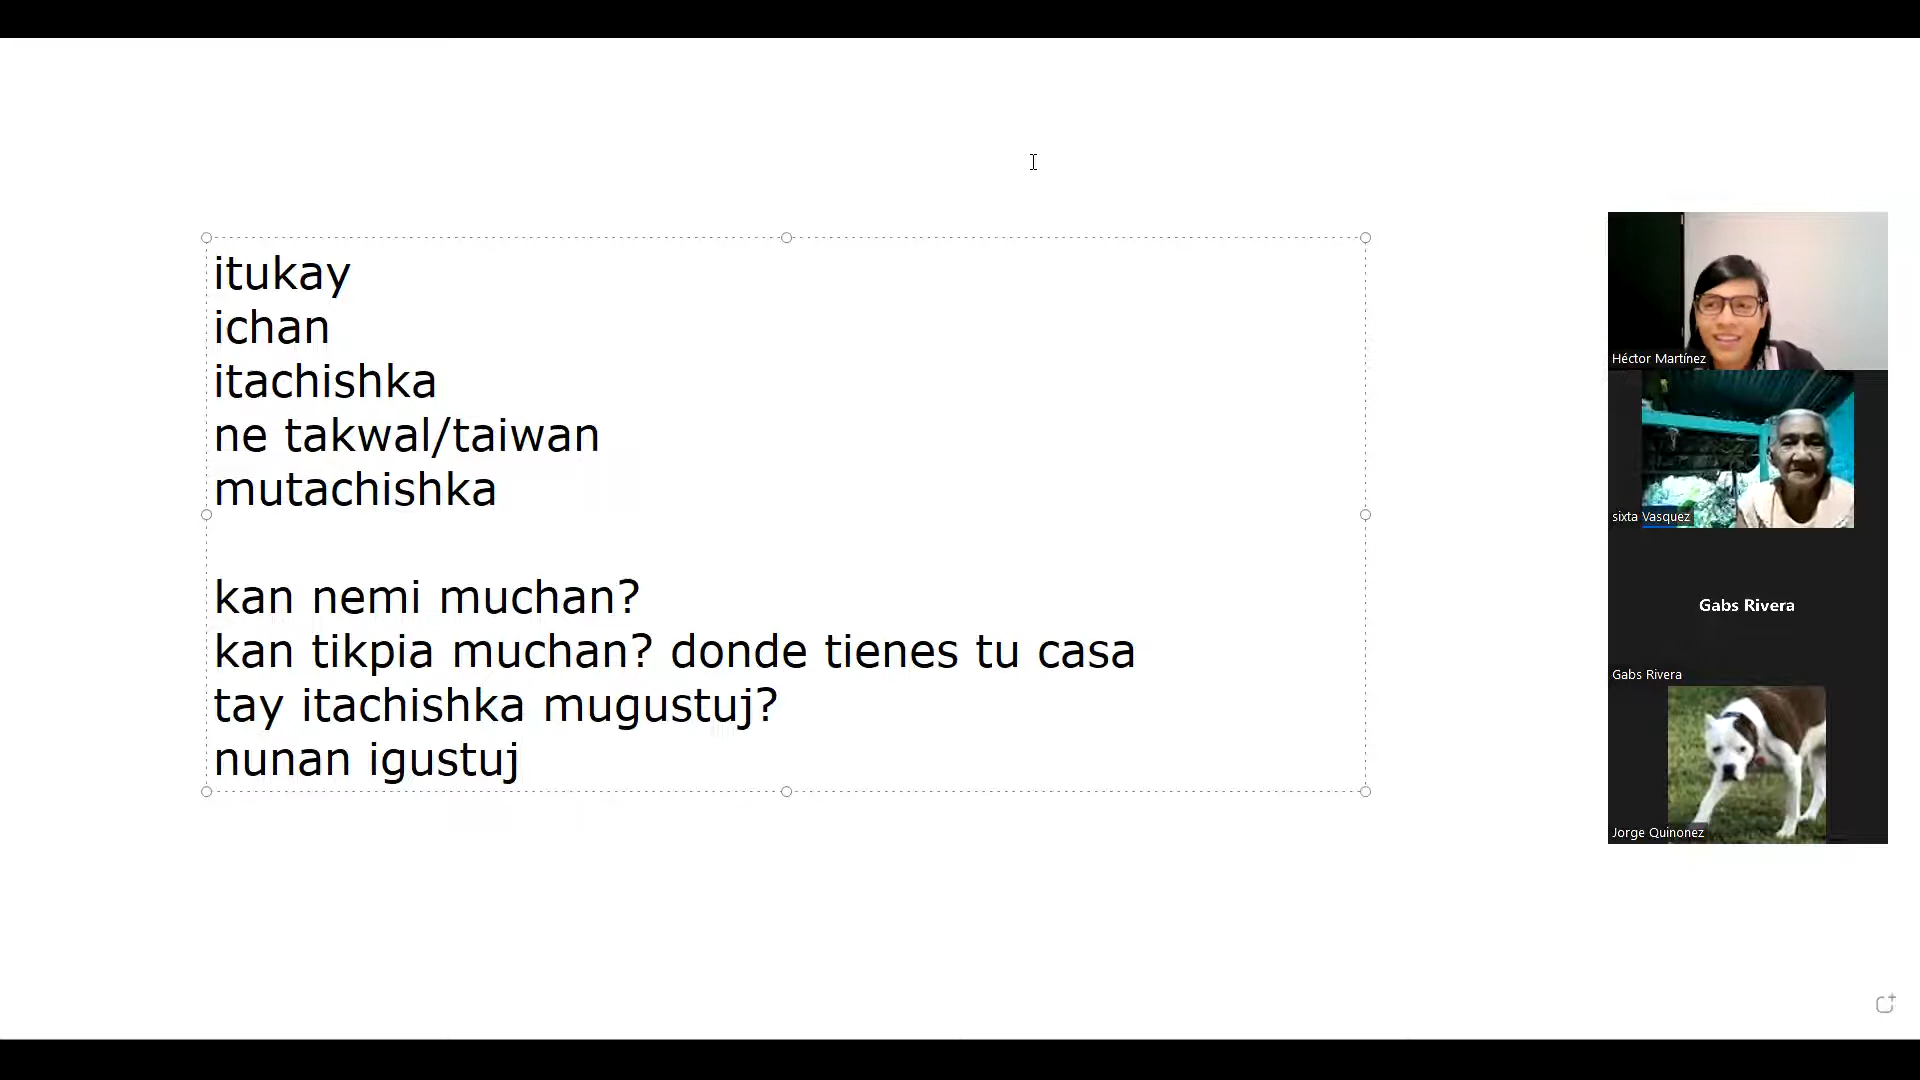 itukay
ichan
itachishka
ne takwal/taiwan
mutachishka
kan nemi muchan?
kan tikpia muchan? donde tienes tu casa
tay itachishka mugustuj?
nunan igustuj
Héctor Martínez
sixta Vasquez
Gabs Rivera
Gabs Rivera
Jorge Quinonez